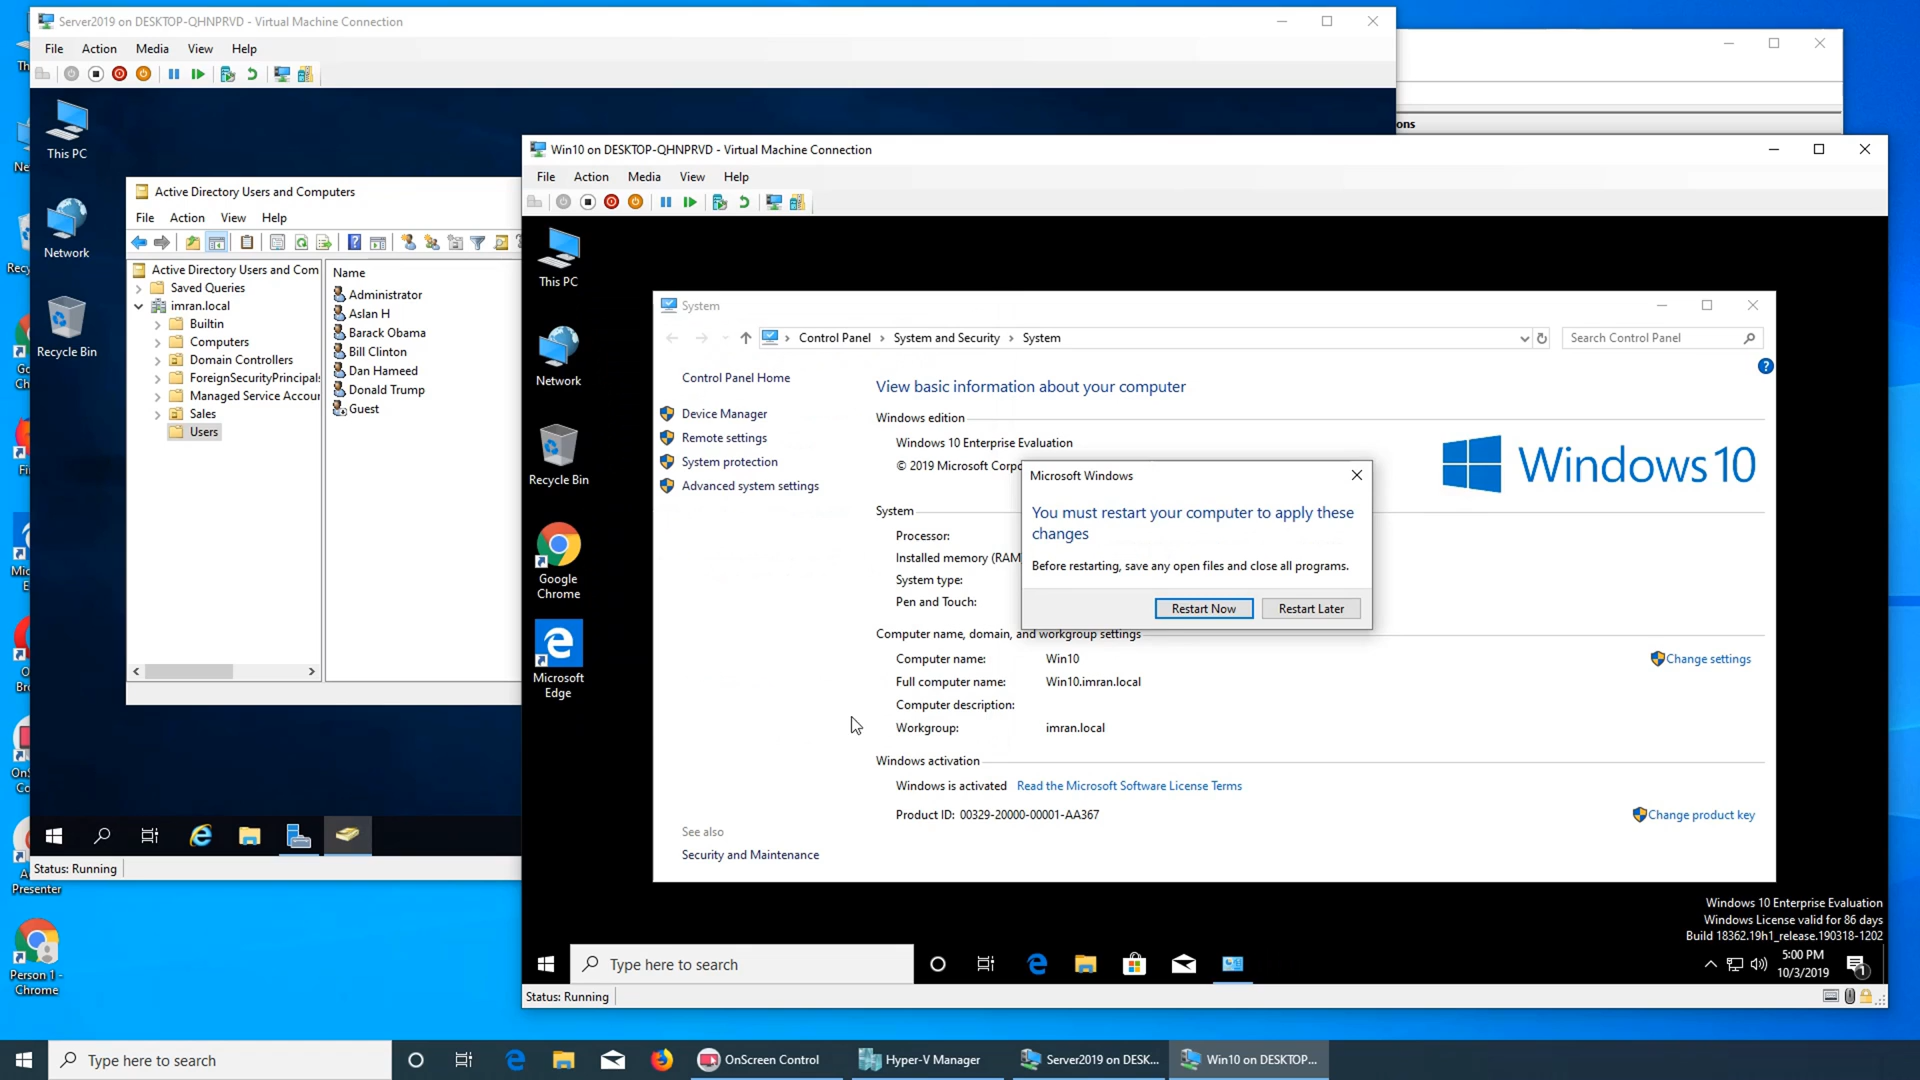 Server2019 on DESKTOP-QHNPRVD - Virtual Machine Connection
File Action Media View Help
This PC
Network
Recycle Bin
Active Directory Users and Computers
File Action View Help
Active Directory Users and Com
Saved Queries
imran.local
Builtin
Computers
Domain Controllers
ForeignSecurityPrincipal
Managed Service Accour
Sales
Users
Name
Administrator
Aslan H
Barack Obama
Bill Clinton
Dan Hameed
Donald Trump
Guest
Status: Running
Presenter
Person 1 -
Chrome
ons
Win10 on DESKTOP-QHNPRVD - Virtual Machine Connection
File Action Media View Help
This PC
Network
Recycle Bin
Google
Chrome
Microsoft
Edge
System
Control Panel > System and Security > System
Search Control Panel
Control Panel Home
Device Manager
Remote settings
System protection
Advanced system settings
See also
Security and Maintenance
View basic information about your computer
Windows edition
Windows 10 Enterprise Evaluation
© 2019 Microsoft Corpo
Windows 10
System
Processor:
Installed memory (RAM
System type:
Pen and Touch:
Microsoft Windows
You must restart your computer to apply these
changes
Before restarting, save any open files and close all programs.
Restart Now Restart Later
Computer name, domain, and workgroup settings
Computer name: Win10
Change settings
Full computer name: Win10.imran.local
Computer description:
Workgroup: imran.local
Windows activation
Windows is activated Read the Microsoft Software License Terms
Product ID: 00329-20000-00001-AA367
Change product key
Windows 10 Enterprise Evaluation
Windows License valid for 86 days
Build 18362.19h1_release.190318-1202
Type here to search
5:00 PM
10/3/2019
1
Status: Running
Type here to search
OnScreen Control
Hyper-V Manager
Server2019 on DESK...
Win10 on DESKTOP...